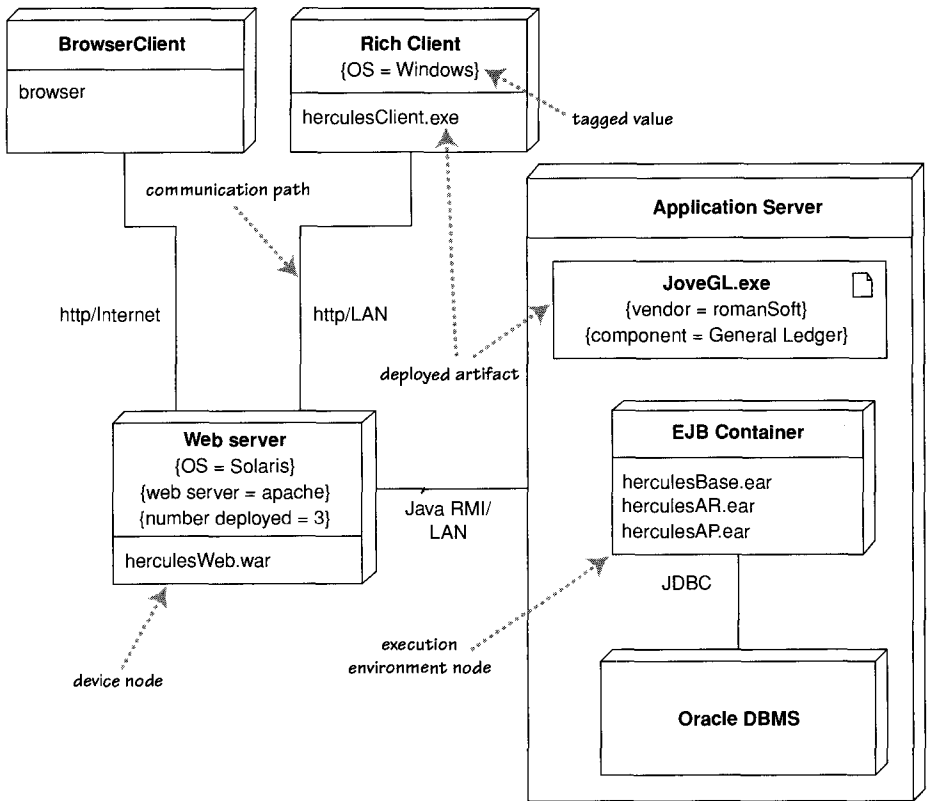 BrowserClient
browser
Rich Client
{OS = Windows}
herculesClient.exe
tagged value
communication path
http/Internet
http/LAN
deployed artifact
Application Server
JoveGL.exe
{vendor = romanSoft}
{component = General Ledger}
EJB Container
herculesBase.ear
herculesAR.ear
herculesAP.ear
JDBC
Oracle DBMS
Web server
{OS = Solaris}
{web server = apache}
{number deployed = 3}
herculesWeb.war
Java RMI/
LAN
device node
execution
environment node